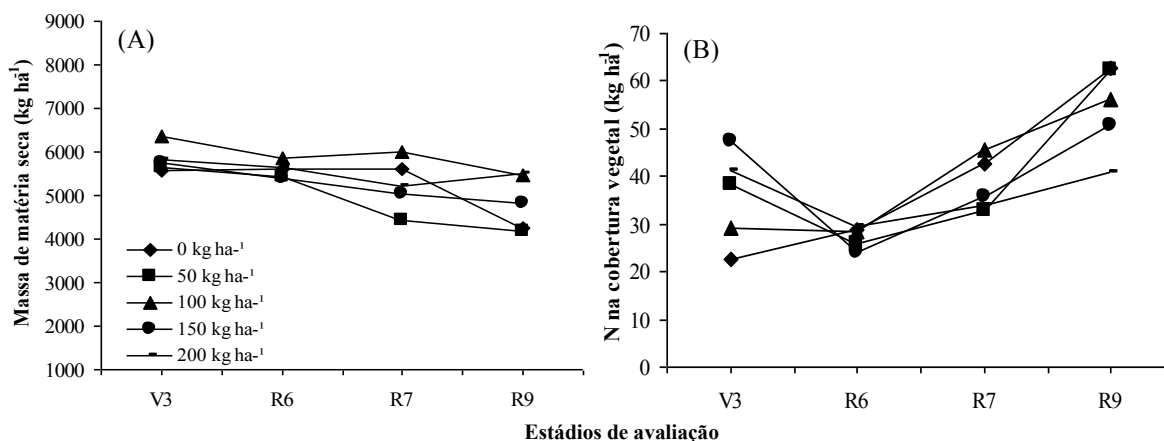 (A)
Massa de matéria seca (kg ha⁻¹)
9000
8000
7000
6000
5000
4000
3000
2000
1000
0 kg ha-¹
50 kg ha-¹
100 kg ha-¹
150 kg ha-¹
200 kg ha-¹
V3 R6 R7 R9
(B)
N na cobertura vegetal (kg ha⁻¹)
70
60
50
40
30
20
10
0
V3 R6 R7 R9
Estádios de avaliação